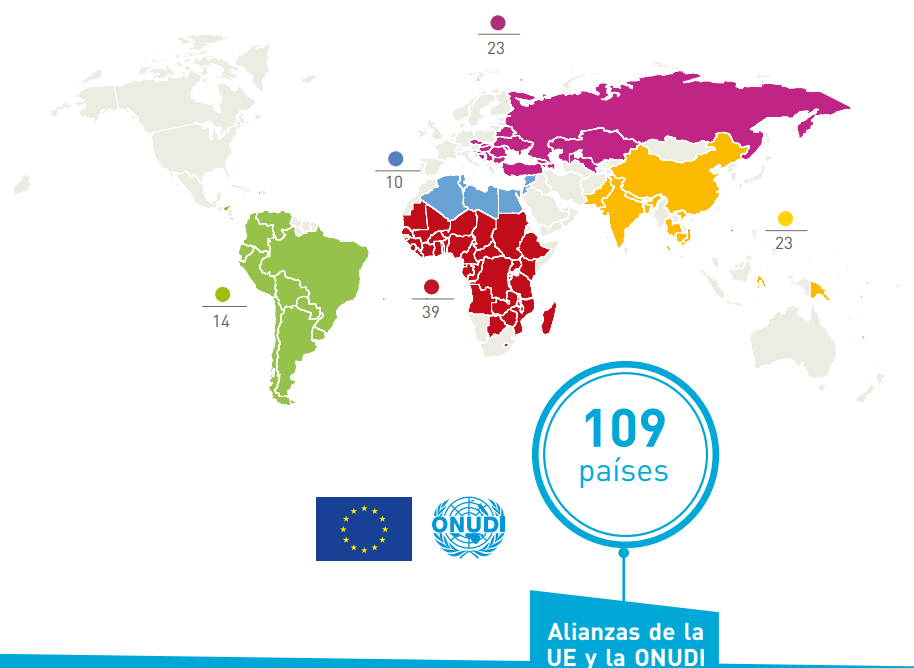 23
10
23
14
39
109
países
ONUDI
Alianzas de la
UE y la ONUDI